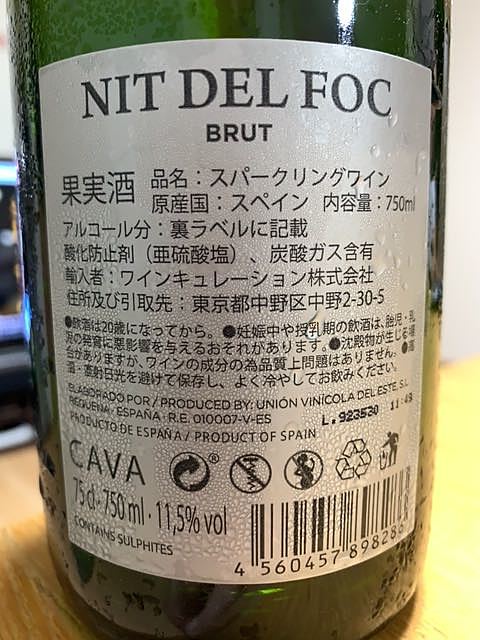 NIT DEL FOC
BRUT
果実酒
品名:スパークリングワイン
原産国:スペイン 内容量:750ml
アルコール分:裏ラベルに記載
酸化防止剤(亜硫酸塩)、炭酸ガス含有
輸入者:ワインキュレーション株式会社
住所及び引取先:東京都中野区中野2-30-5
●飲酒は20歳になってから。●妊娠中や授乳期の飲酒は、胎児・乳
児の発育に悪影響を与えるおそれがあります。●沈殿物が生じる場
合がありますが、ワインの成分の為品質上問題はありません。●高
温・直射日光を避けて保存し、よく冷やしてお飲みください。
ELABORADO POR / PRODUCED BY: UNIÓN VINÍCOLA DEL ESTE, S.L.
REQUENA / ESPAÑA · R.E. 010007-V-ES
L.923530 11:49
PRODUCTO DE ESPAÑA / PRODUCT OF SPAIN
CAVA
75 cl · 750 ml · 11,5% vol
CONTAINS SULPHITES
4 560457 898286